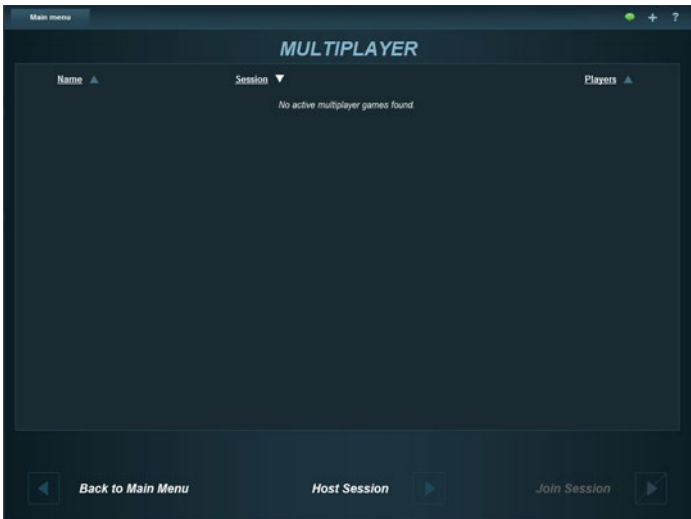 Main menu
+ ?
MULTIPLAYER
Name Session Players
No active multiplayer games found.
Back to Main Menu Host Session Join Session